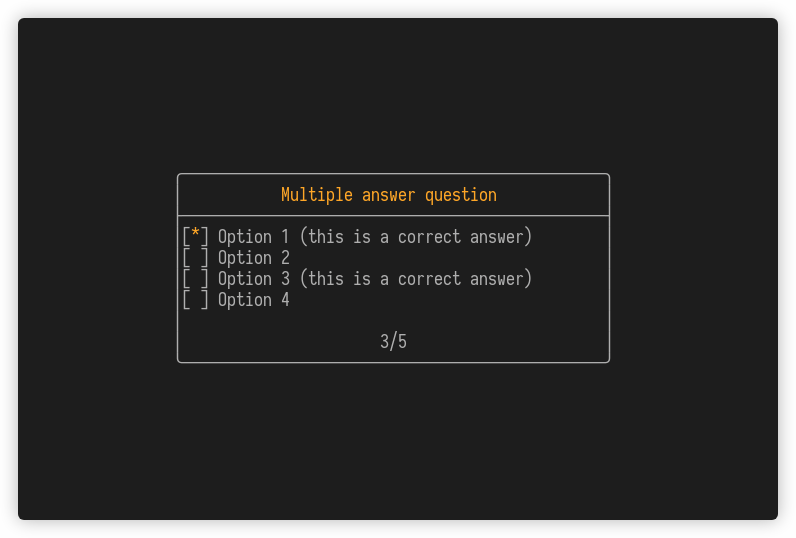 Multiple answer question
[*] Option 1 (this is a correct answer)
[ ] Option 2
[ ] Option 3 (this is a correct answer)
[ ] Option 4
3/5